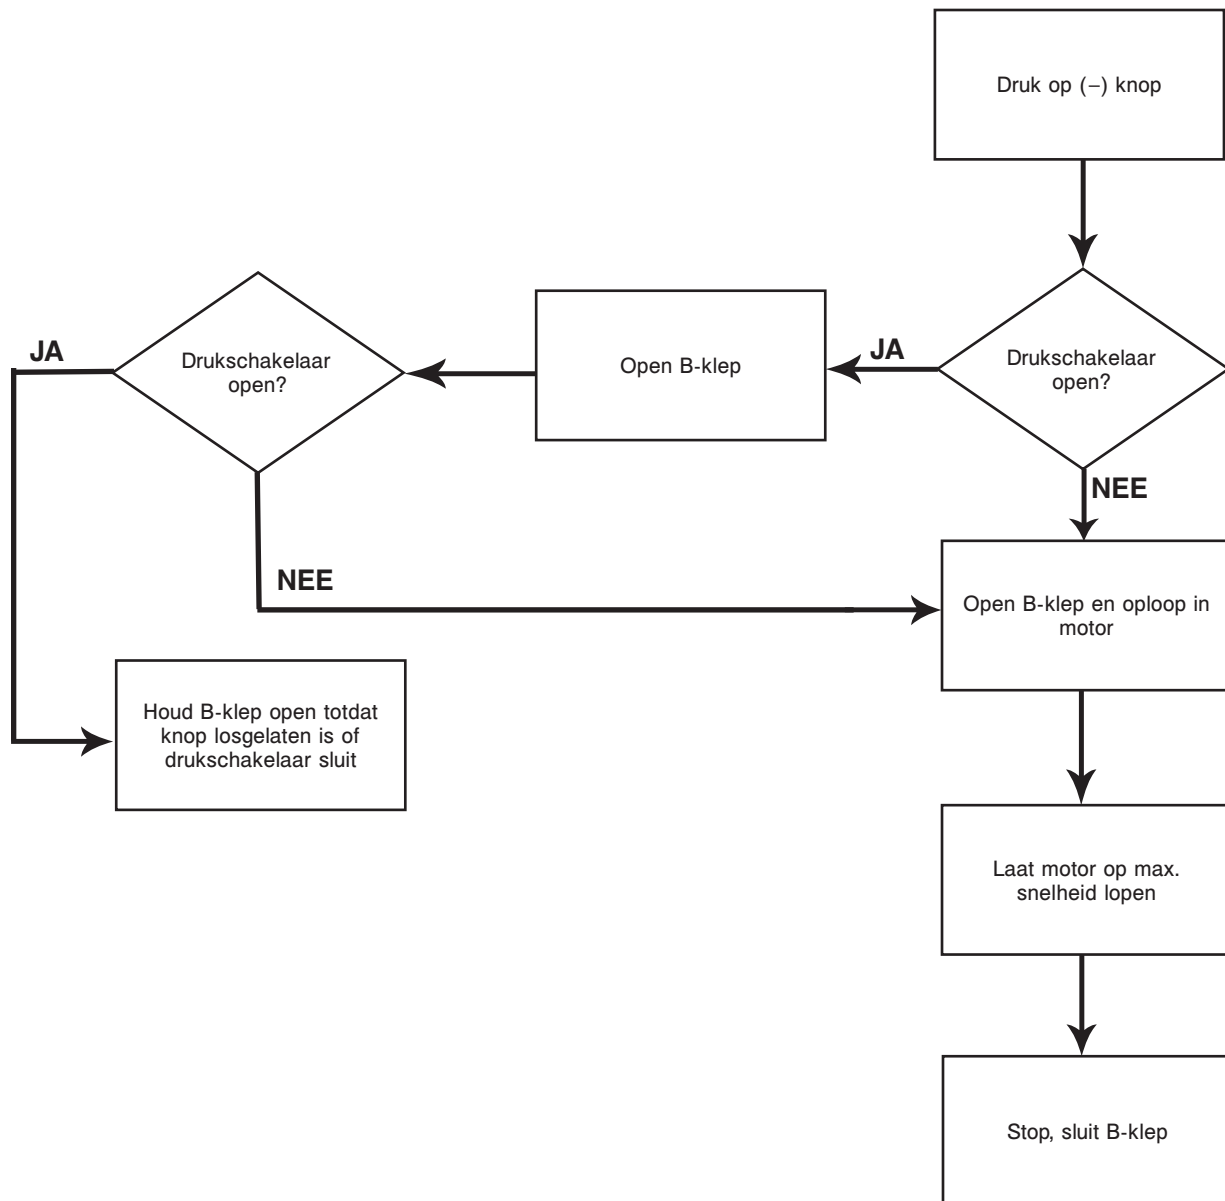 Druk op (–) knop
JA
Drukschakelaar
open?
Open B-klep
JA
Drukschakelaar
open?
NEE
NEE
Open B-klep en oploop in
motor
Houd B-klep open totdat
knop losgelaten is of
drukschakelaar sluit
Laat motor op max.
snelheid lopen
Stop, sluit B-klep